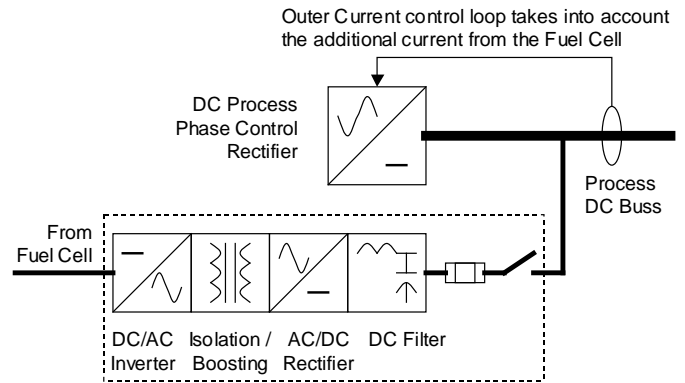 Outer Current control loop takes into account
the additional current from the Fuel Cell
DC Process
Phase Control
Rectifier
Process
DC Buss
From
Fuel Cell
DC/AC
Inverter
Isolation /
Boosting
AC/DC
Rectifier
DC Filter